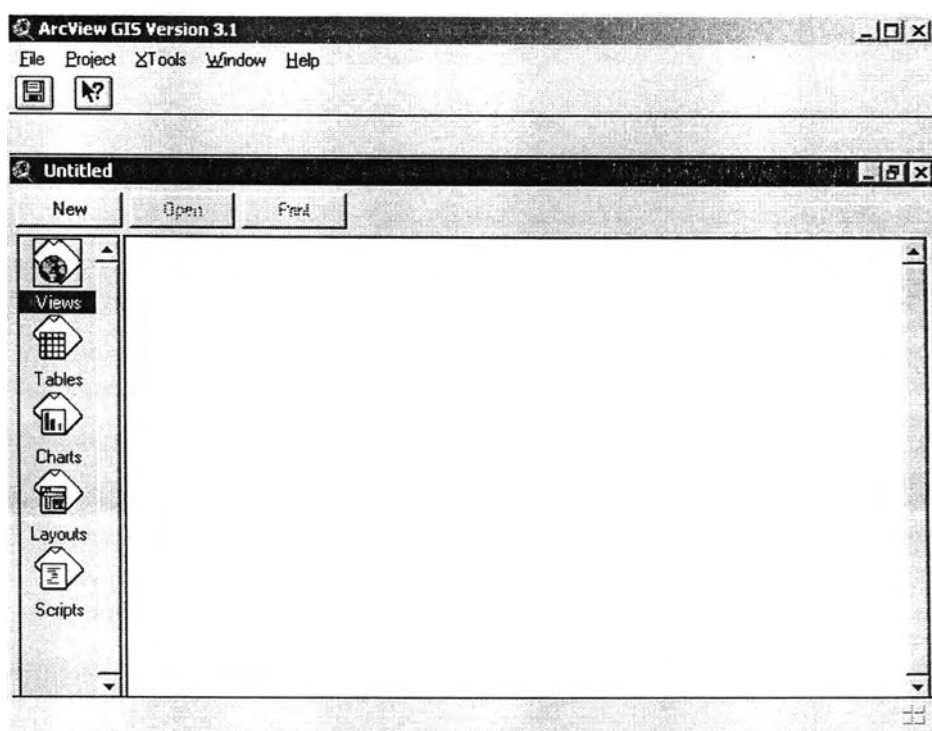 ArcView GIS Version 3.1
File Project XTools Window Help
Untitled
New Open Print
Views
Tables
Charts
Layouts
Scripts